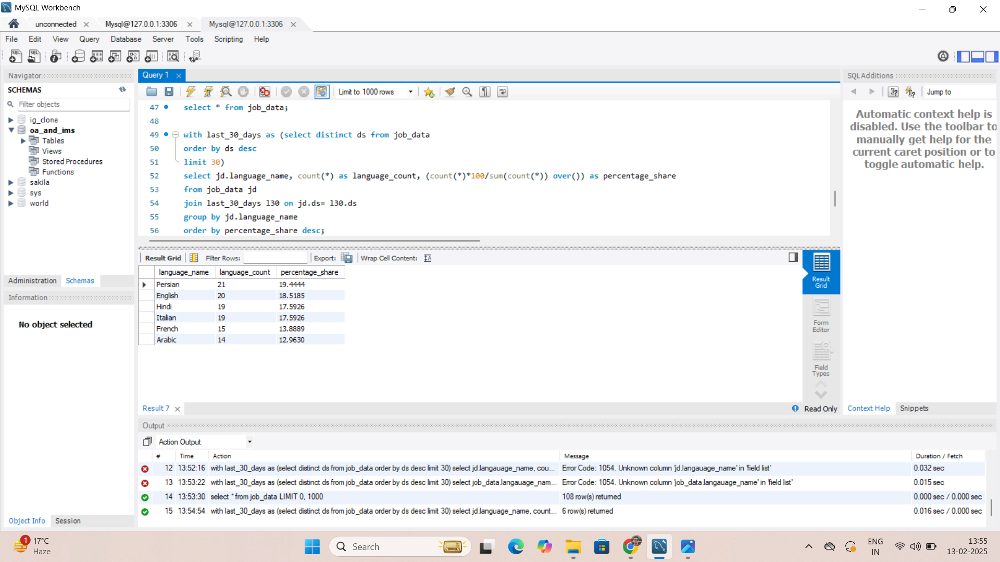 MySQL Workbench
unconnected
Mysql@127.0.0.1:3306
Mysql@127.0.0.1:3306
File Edit View Query Database Server Tools Scripting Help
Navigator
SCHEMAS
Filter objects
ig_clone
oa_and_ims
Tables
Views
Stored Procedures
Functions
sakila
sys
world
Administration Schemas
Information
No object selected
Object Info Session
Query 1
Limit to 1000 rows
47 select * from job_data;
48
49 with last_30_days as (select distinct ds from job_data
50 order by ds desc
51 limit 30)
52 select jd.language_name, count(*) as language_count, (count(*)*100/sum(count(*)) over()) as percentage_share
53 from job_data jd
54 join last_30_days l30 on jd.ds= l30.ds
55 group by jd.language_name
56 order by percentage_share desc;
Result Grid Filter Rows: Export: Wrap Cell Content:
language_name language_count percentage_share
Persian 21 19.4444
English 20 18.5185
Hindi 19 17.5926
Italian 19 17.5926
French 15 13.8889
Arabic 14 12.9630
Result
Grid
Form
Editor
Field
Types
Result 7
Read Only
SQLAdditions
Jump to
Automatic context help is
disabled. Use the toolbar to
manually get help for the
current caret position or to
toggle automatic help.
Context Help Snippets
Output
Action Output
# Time Action Message Duration / Fetch
12 13:52:16 with last_30_days as (select distinct ds from job_data order by ds desc limit 30) select jd.langauage_name, cou... Error Code: 1054. Unknown column 'jd.langauage_name' in 'field list' 0.032 sec
13 13:53:22 with last_30_days as (select distinct ds from job_data order by ds desc limit 30) select job_data.langauage_nam... Error Code: 1054. Unknown column 'job_data.langauage_name' in 'field list' 0.015 sec
14 13:53:30 select * from job_data LIMIT 0, 1000 108 row(s) returned 0.000 sec / 0.000 sec
15 13:54:54 with last_30_days as (select distinct ds from job_data order by ds desc limit 30) select jd.language_name, count... 6 row(s) returned 0.016 sec / 0.000 sec
1
17°C
Haze
Search
ENG
IN
13:55
13-02-2025